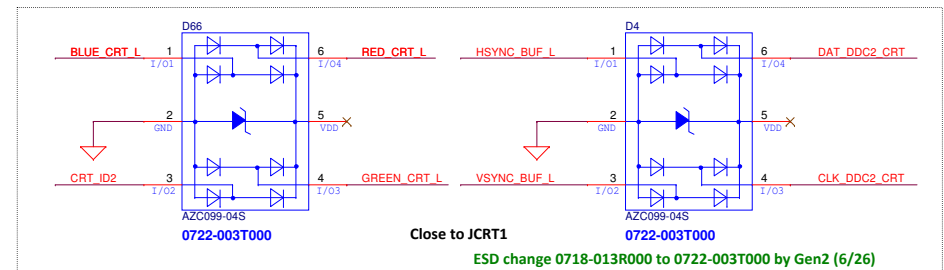 D66
BLUE_CRT_L 1 6 RED_CRT_L
I/O1 I/O4
2 5
GND VDD
CRT_ID2 3 4 GREEN_CRT_L
I/O2 I/O3
AZC099-04S
0722-003T000
D4
HSYNC_BUF_L 1 6 DAT_DDC2_CRT
I/O1 I/O4
2 5
GND VDD
VSYNC_BUF_L 3 4 CLK_DDC2_CRT
I/O2 I/O3
AZC099-04S
0722-003T000
Close to JCRT1
ESD change 0718-013R000 to 0722-003T000 by Gen2 (6/26)